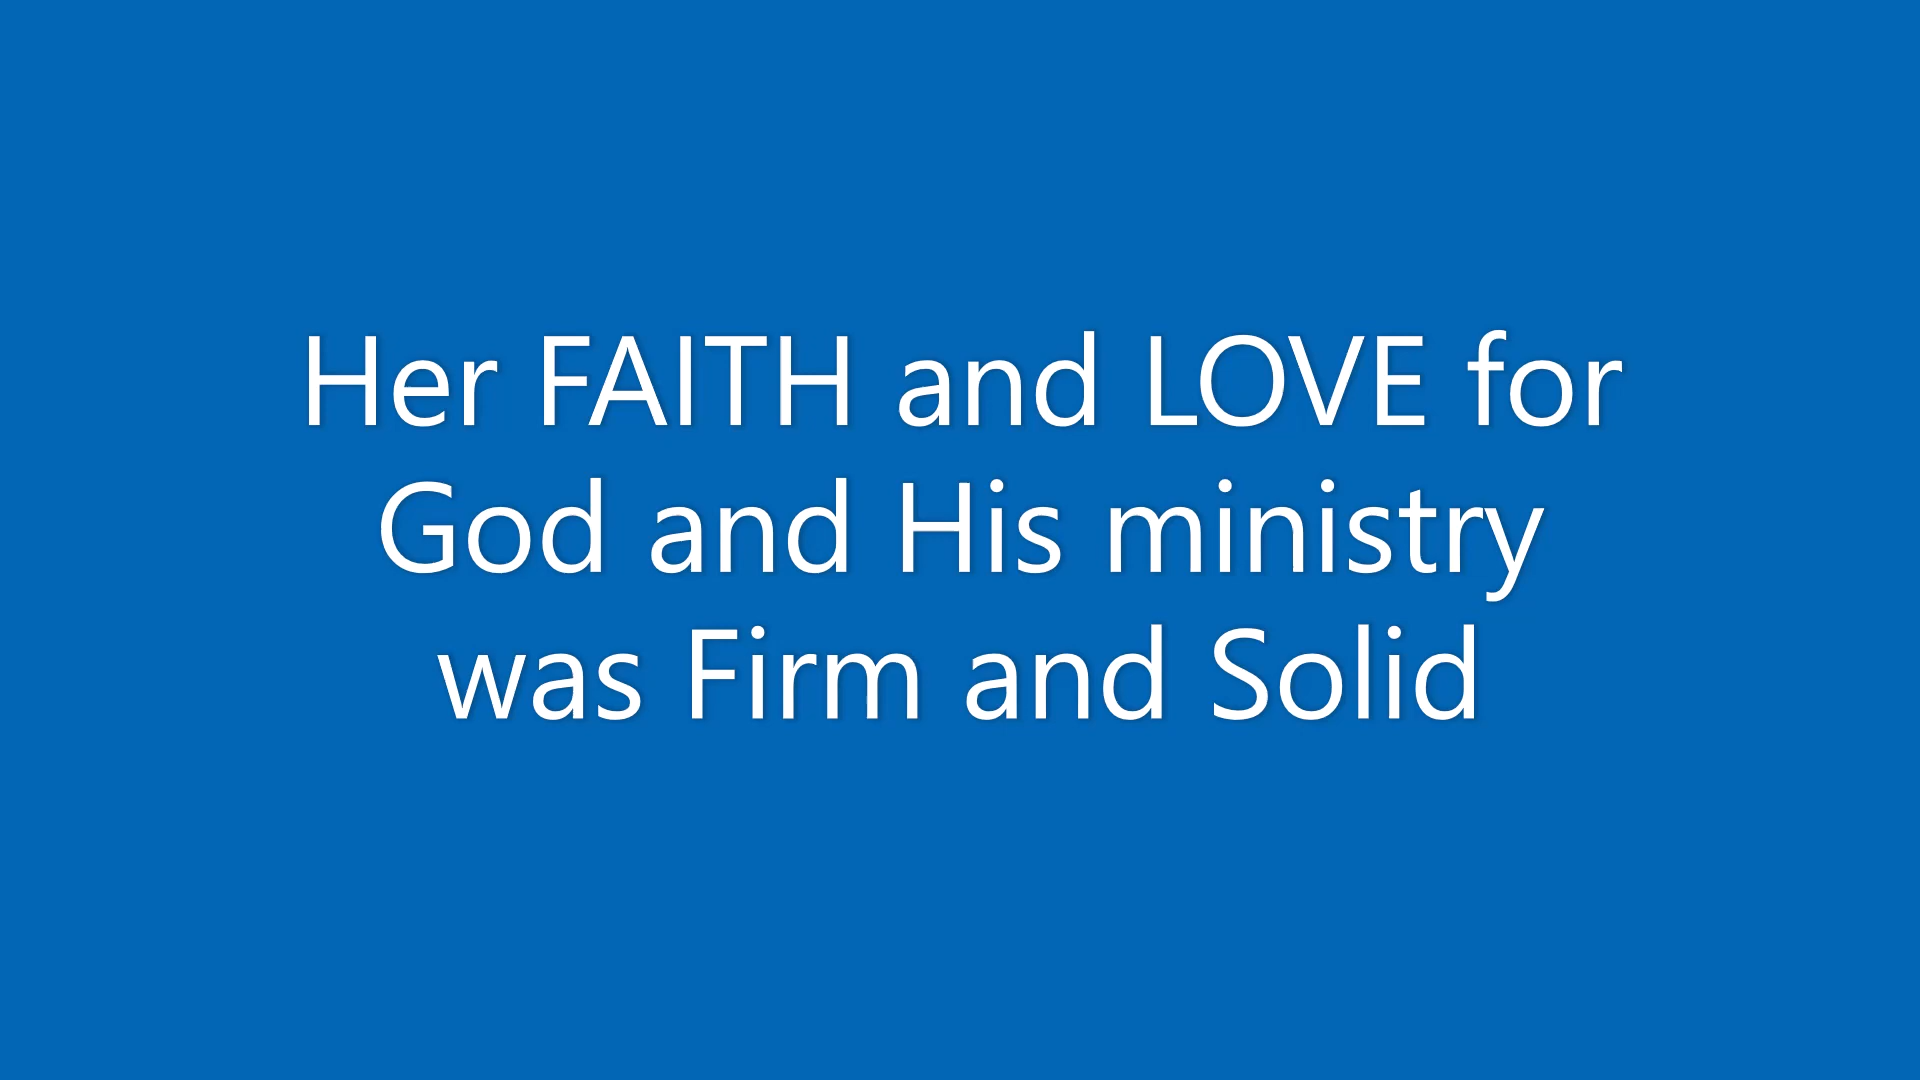 Her FAITH and LOVE for
God and His ministry
was Firm and Solid